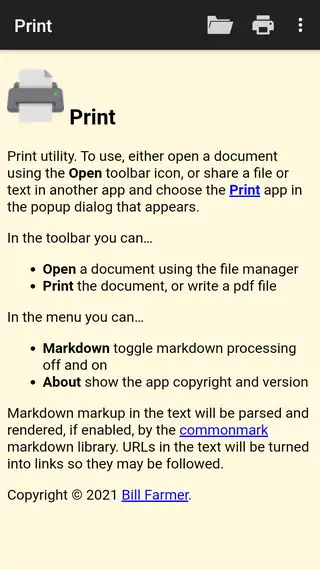 Print
Print
Print utility. To use, either open a document
using the Open toolbar icon, or share a file or
text in another app and choose the Print app in
the popup dialog that appears.
In the toolbar you can…
• Open a document using the file manager
• Print the document, or write a pdf file
In the menu you can…
• Markdown toggle markdown processing
off and on
• About show the app copyright and version
Markdown markup in the text will be parsed and
rendered, if enabled, by the commonmark
markdown library. URLs in the text will be turned
into links so they may be followed.
Copyright © 2021 Bill Farmer.